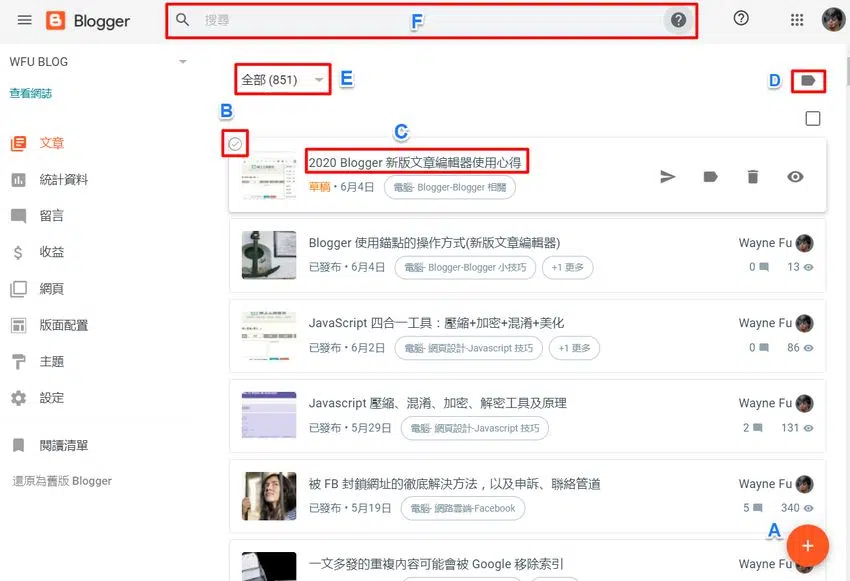 Blogger
搜尋
F
WFU BLOG
查看網誌
文章
統計資料
留言
收益
網頁
版面配置
主題
設定
閱讀清單
還原為舊版 Blogger
全部 (851)
E
D
B
C
2020 Blogger 新版文章編輯器使用心得
草稿・6月4日 電腦- Blogger-Blogger 相關
Blogger 使用錨點的操作方式(新版文章編輯器) Wayne Fu
已發布・6月4日 電腦- Blogger-Blogger 小技巧 +1 更多 0 13
JavaScript 四合一工具：壓縮+加密+混淆+美化 Wayne Fu
已發布・6月2日 電腦- 網頁設計-Javascript 技巧 +1 更多 0 86
Javascript 壓縮、混淆、加密、解密工具及原理 Wayne Fu
已發布・5月29日 電腦- 網頁設計-Javascript 技巧 2 131
被 FB 封鎖網址的徹底解決方法，以及申訴、聯絡管道 Wayne Fu
已發布・5月19日 電腦- 網路雲端-Facebook 5 340
A
一文多發的重複內容可能會被 Google 移除索引 Wayne Fu